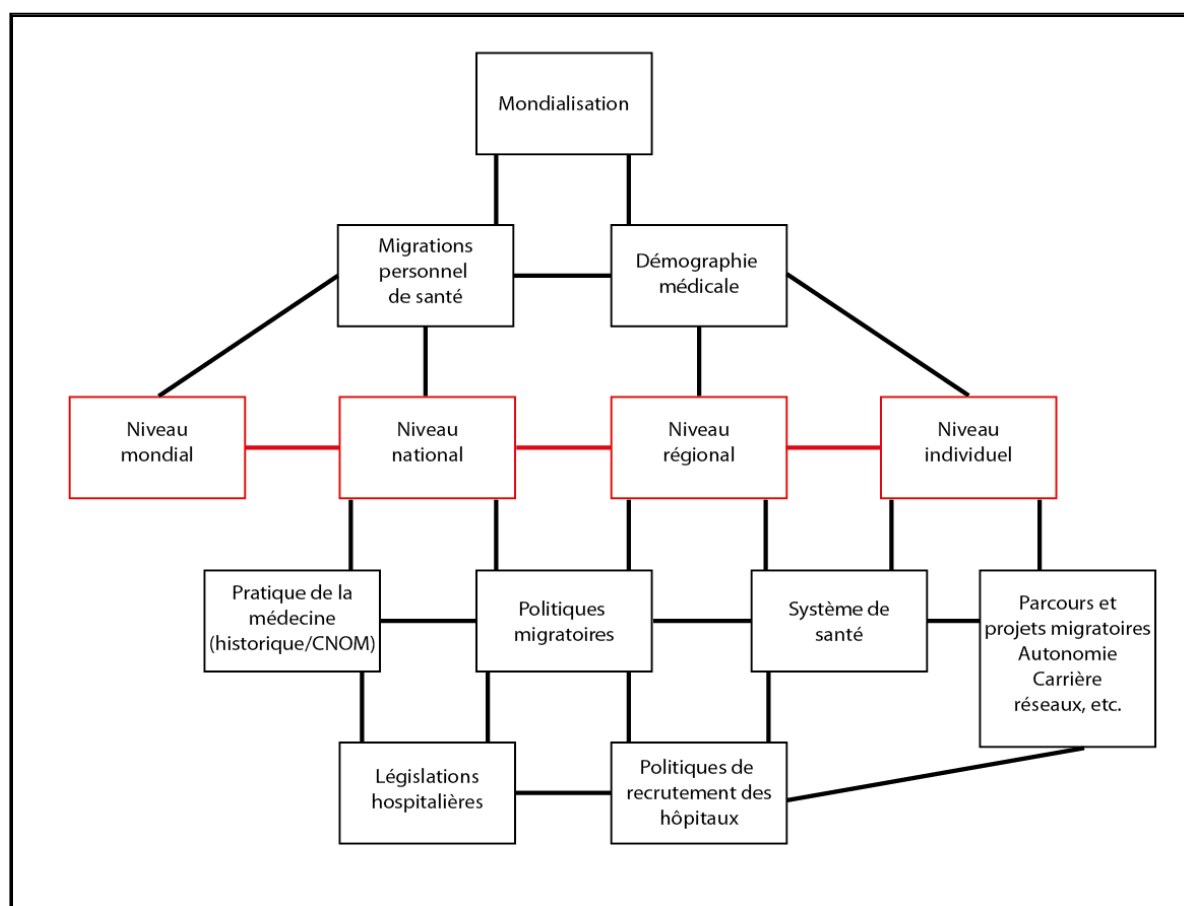 Mondialisation
Migrations
personnel
de santé
Démographie
médicale
Niveau
mondial
Niveau
national
Niveau
régional
Niveau
individuel
Pratique de la
médecine
(historique/CNOM)
Politiques
migratoires
Système de
santé
Parcours et
projets migratoires
Autonomie
Carrière
réseaux, etc.
Législations
hospitalières
Politiques de
recrutement des
hôpitaux